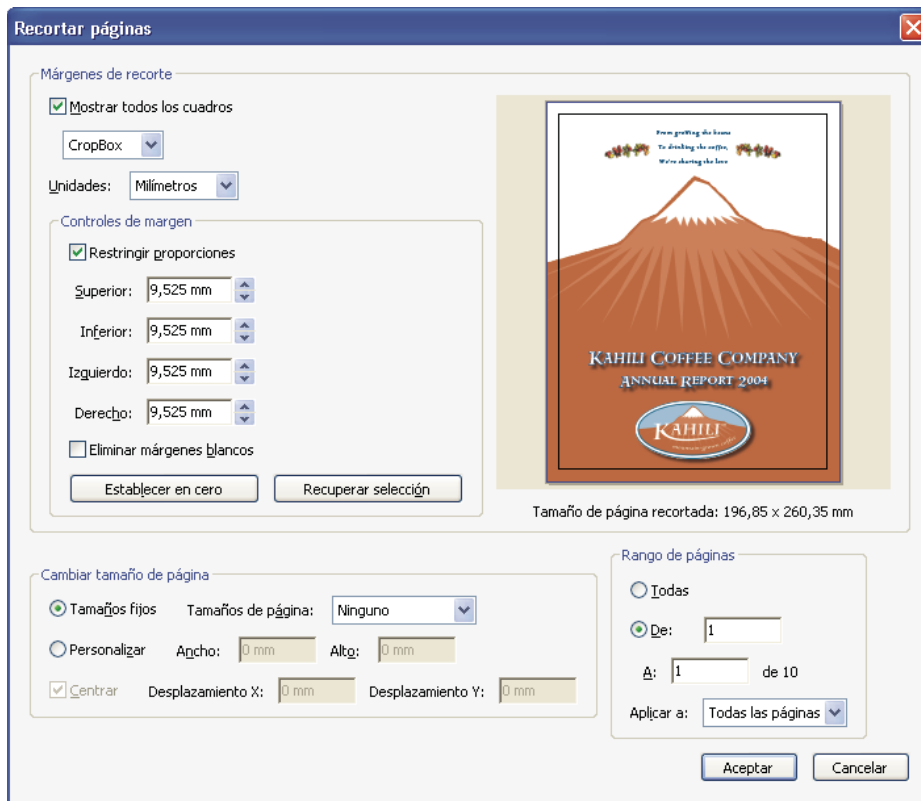 Recortar páginas
Márgenes de recorte
Mostrar todos los cuadros
CropBox
Unidades: Milímetros
Controles de margen
Restringir proporciones
Superior: 9,525 mm
Inferior: 9,525 mm
Izquierdo: 9,525 mm
Derecho: 9,525 mm
Eliminar márgenes blancos
Establecer en cero Recuperar selección
From growing the beans
To drinking the coffee,
We're sharing the love
KAHILI COFFEE COMPANY
ANNUAL REPORT 2004
KAHILI
Tamaño de página recortada: 196,85 x 260,35 mm
Cambiar tamaño de página
Tamaños fijos Tamaños de página: Ninguno
Personalizar Ancho: 0 mm Alto: 0 mm
Centrar Desplazamiento X: 0 mm Desplazamiento Y: 0 mm
Rango de páginas
Todas
De: 1
A: 1 de 10
Aplicar a: Todas las páginas
Aceptar Cancelar